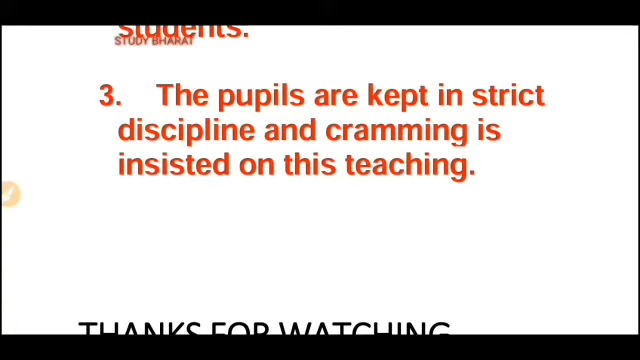 students.
STUDY BHARAT
3. The pupils are kept in strict
discipline and cramming is
insisted on this teaching.
THANKS FOR WATCHING